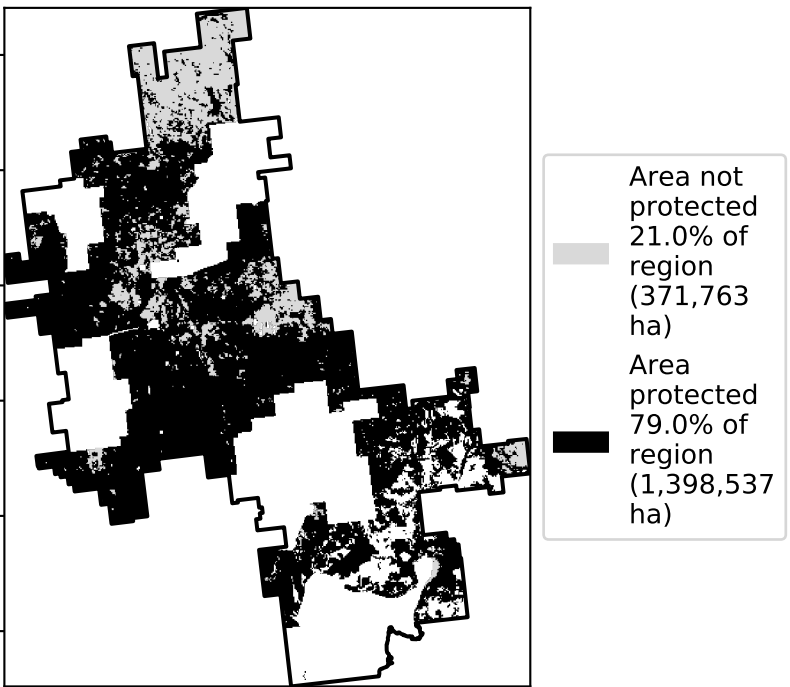 Area not
protected
21.0% of
region
(371,763
ha)
Area
protected
79.0% of
region
(1,398,537
ha)